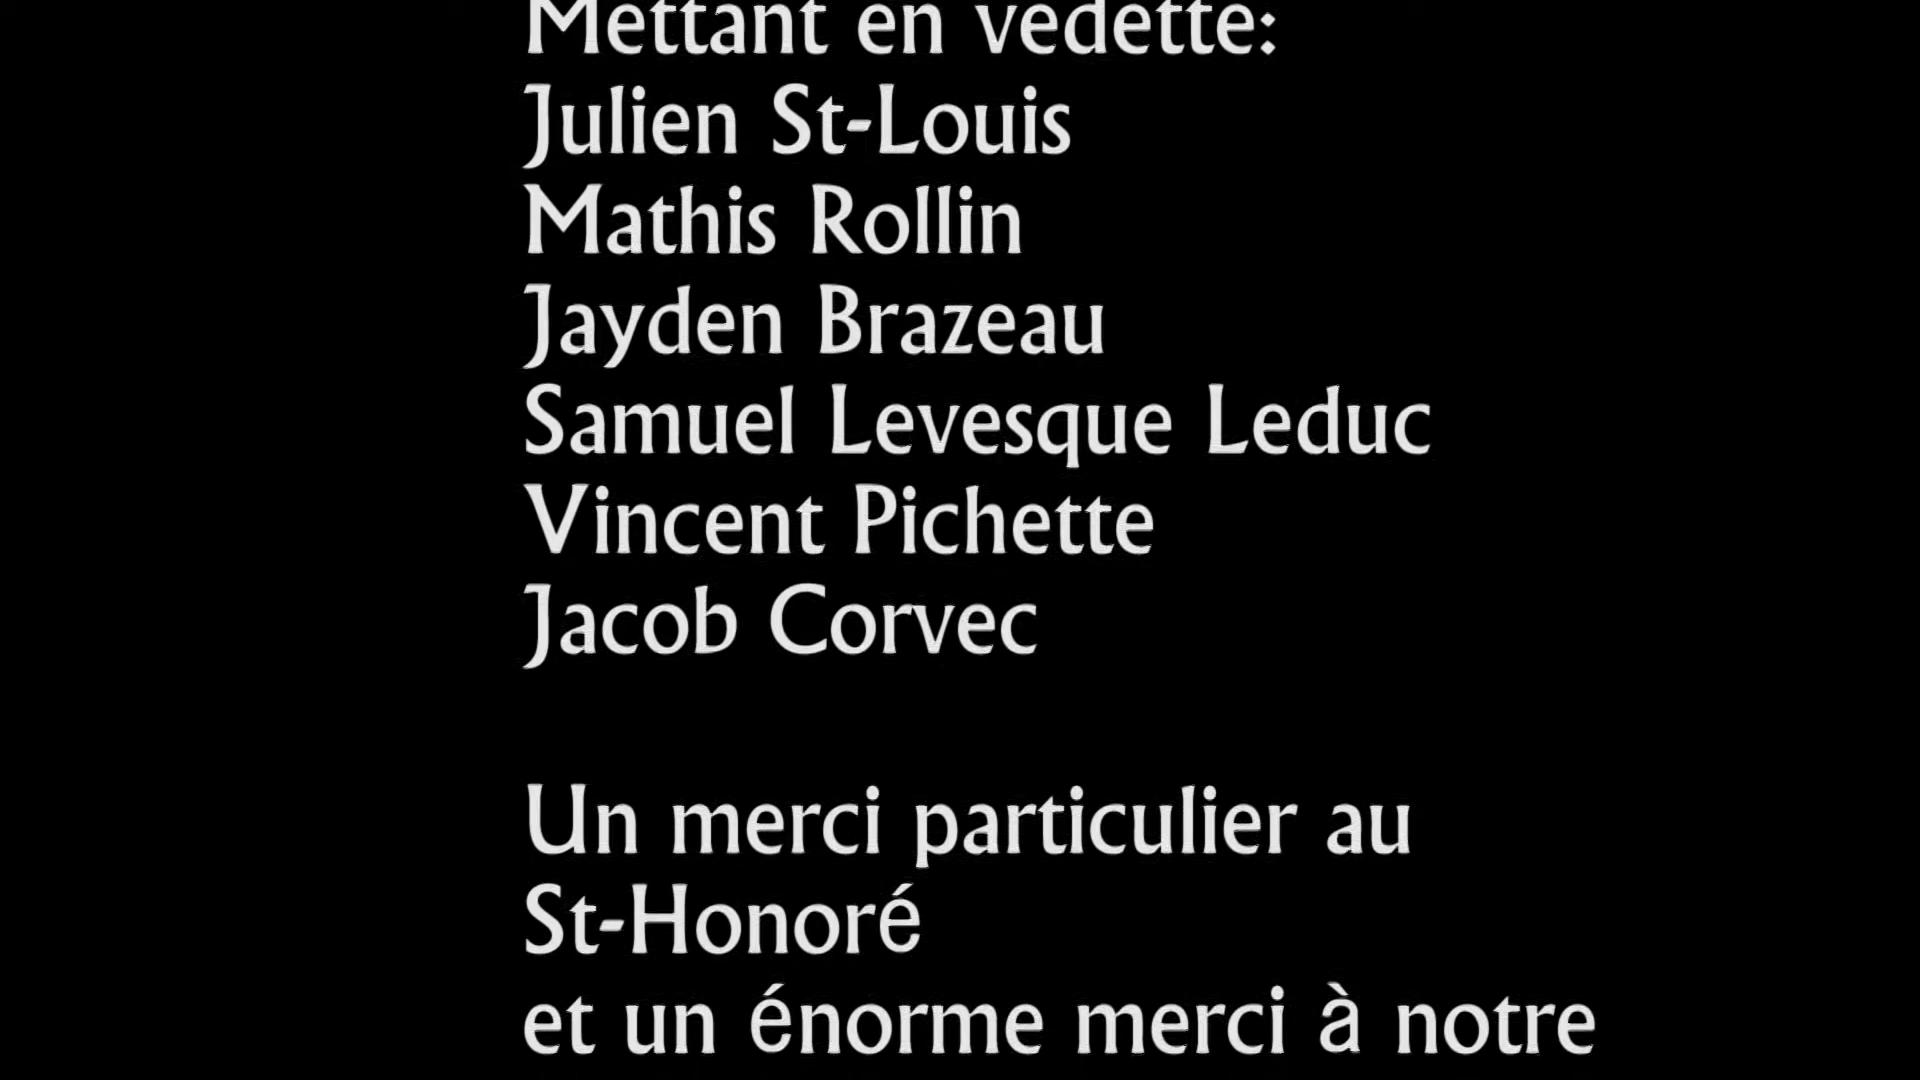 Mettant en vedette:
Julien St-Louis
Mathis Rollin
Jayden Brazeau
Samuel Levesque Leduc
Vincent Pichette
Jacob Corvec
Un merci particulier au
St-Honoré
et un énorme merci à notre